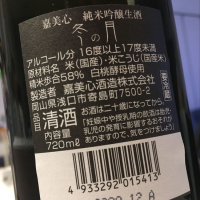 嘉美心 純米吟醸生酒
冬の月
アルコール分 16度以上17度未満
原材料名 米(国産)・米こうじ(国産米)
精米歩合58% 白桃酵母使用
製造者 嘉美心酒造株式会社
岡山県浅口市寄島町7500-2
要冷蔵
清酒
720mℓ
お酒は二十歳になってから。
「妊娠中や授乳期の飲酒は胎児・
乳児の発育に影響するおそれが
ありますので、気をつけましょう」
4933292015413